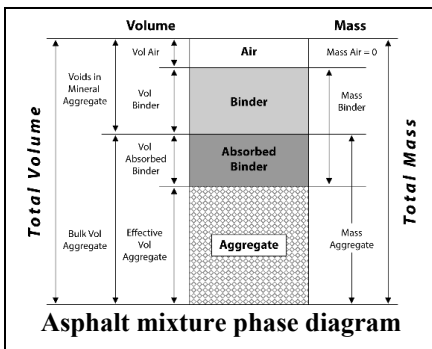 Volume
Mass
Total Volume
Voids in
Mineral
Aggregate
Bulk Vol
Aggregate
Vol Air
Vol
Binder
Vol
Absorbed
Binder
Effective
Vol
Aggregate
Air
Binder
Absorbed
Binder
Aggregate
Mass Air = 0
Mass
Binder
Mass
Aggregate
Total Mass
Asphalt mixture phase diagram